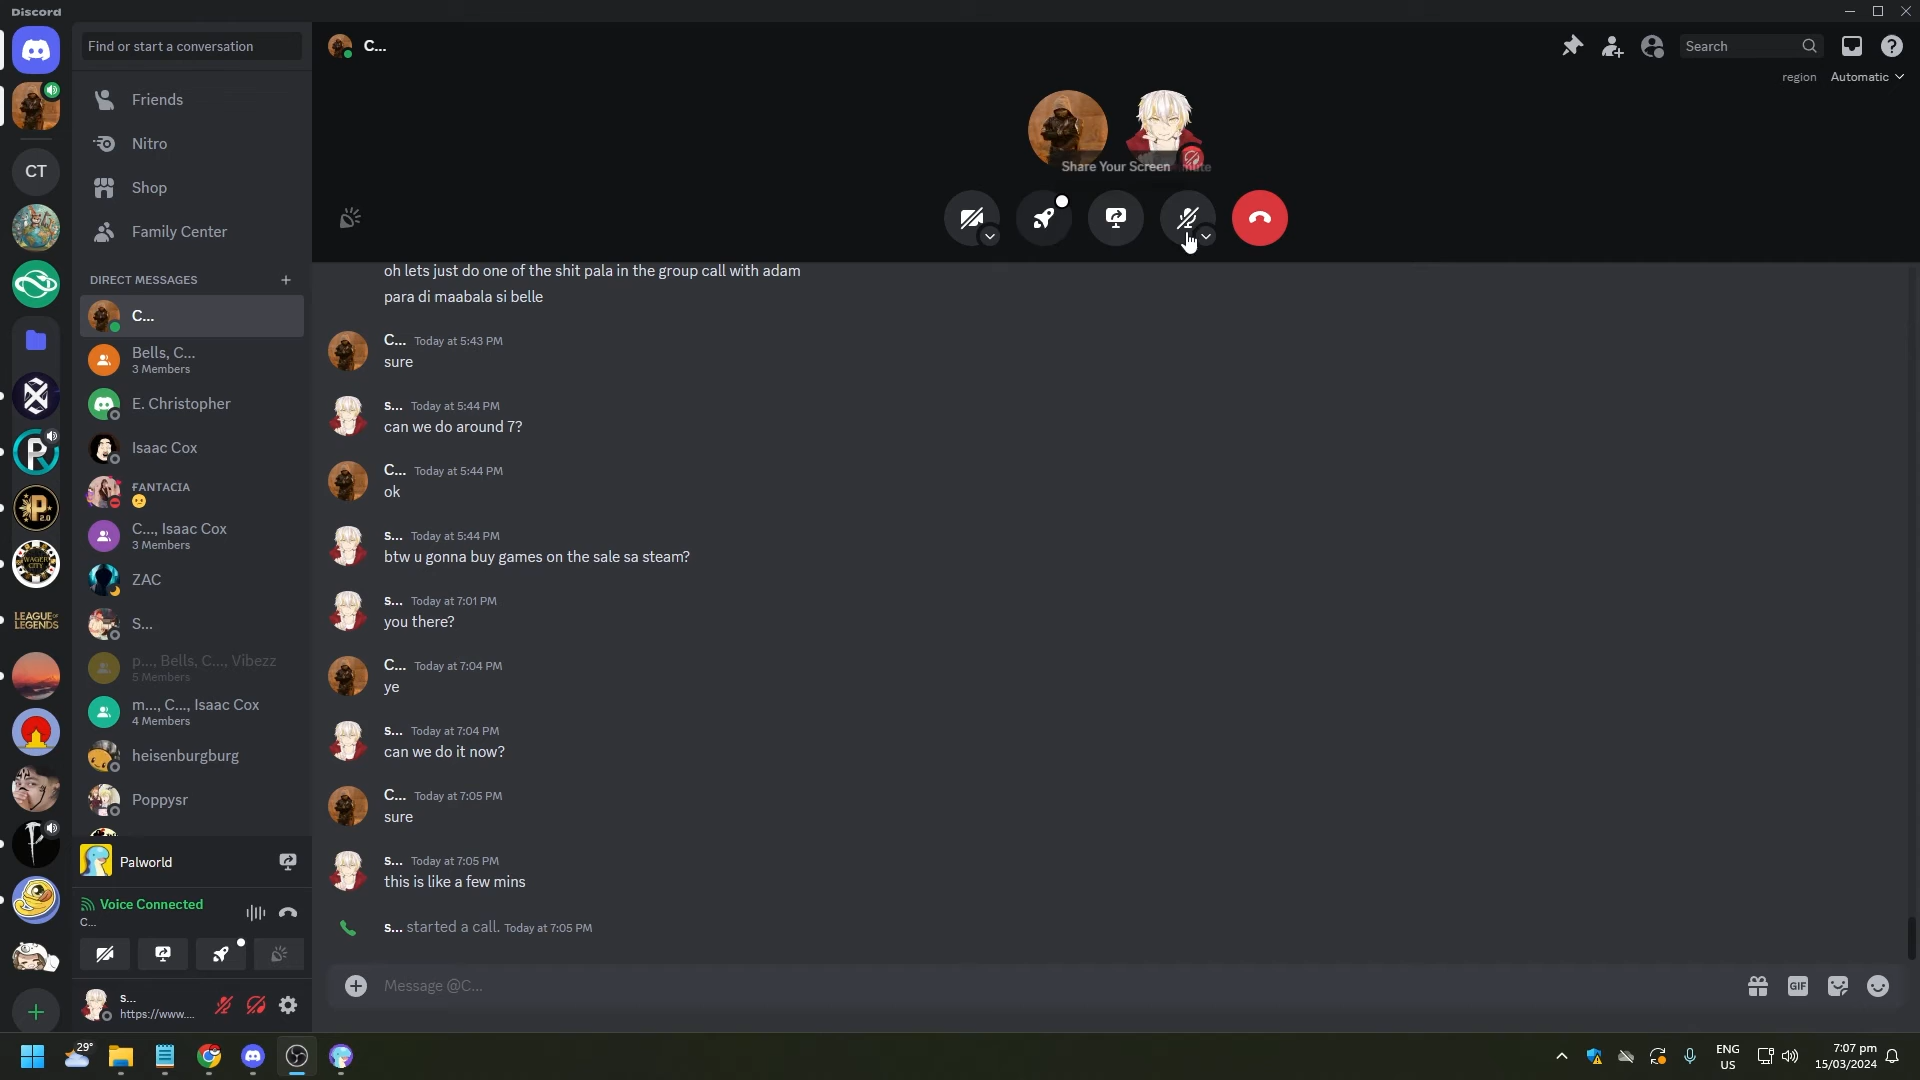 Discord
Find or start a conversation
C...
Search
region Automatic
Friends
Nitro
Shop
Family Center
DIRECT MESSAGES
C...
Bells, C...
3 Members
E. Christopher
Isaac Cox
FANTACIA
C..., Isaac Cox
3 Members
ZAC
S...
p..., Bells, C..., Vibezz
5 Members
m..., C..., Isaac Cox
4 Members
heisenburgburg
Poppysr
Palworld
Voice Connected
C...
s...
https://www....
CT
P
P
2.0
WAGER
CITY
LEAGUE OF
LEGENDS
Share Your Screen
oh lets just do one of the shit pala in the group call with adam
para di maabala si belle
C... Today at 5:43 PM
sure
s... Today at 5:44 PM
can we do around 7?
C... Today at 5:44 PM
ok
s... Today at 5:44 PM
btw u gonna buy games on the sale sa steam?
s... Today at 7:01 PM
you there?
C... Today at 7:04 PM
ye
s... Today at 7:04 PM
can we do it now?
C... Today at 7:05 PM
sure
s... Today at 7:05 PM
this is like a few mins
s... started a call. Today at 7:05 PM
Message @C...
GIF
29°
ENG
US
7:07 pm
15/03/2024